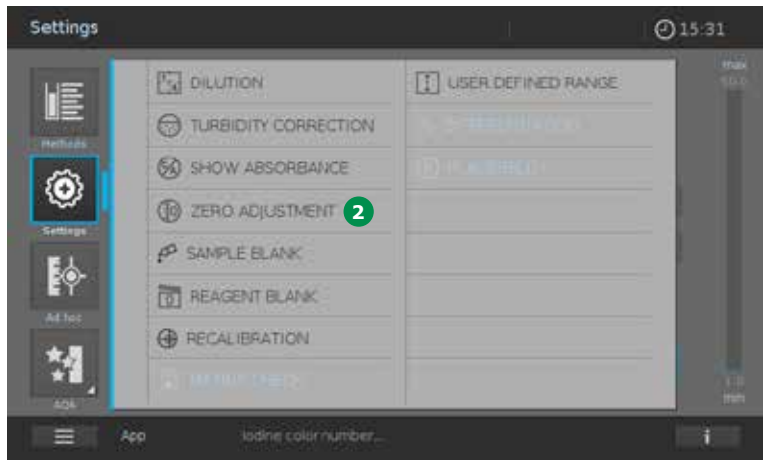 Settings
15:31
DILUTION
USER DEFINED RANGE
TURBIDITY CORRECTION
SHOW ABSORBANCE
ZERO ADJUSTMENT 2
SAMPLE BLANK
REAGENT BLANK
RECALIBRATION
Methods
Settings
Ad hoc
AQA
max
min
App
Iodine color number...
i